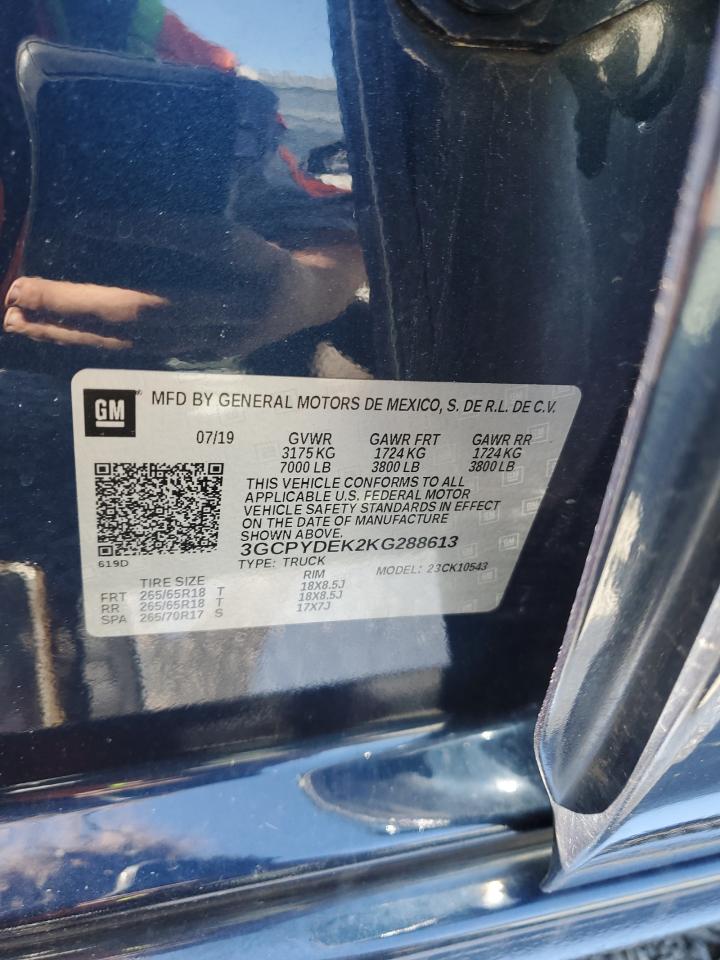 GM
MFD BY GENERAL MOTORS DE MEXICO, S. DE R.L. DE C.V.
07/19 GVWR GAWR FRT GAWR RR
3175 KG 1724 KG 1724 KG
7000 LB 3800 LB 3800 LB
THIS VEHICLE CONFORMS TO ALL
APPLICABLE U.S. FEDERAL MOTOR
VEHICLE SAFETY STANDARDS IN EFFECT
ON THE DATE OF MANUFACTURE
SHOWN ABOVE.
3GCPYDEK2KG288613
619D
TYPE: TRUCK MODEL: 23CK10543
TIRE SIZE RIM
FRT 265/65R18 T 18X8.5J
RR 265/65R18 T 18X8.5J
SPA 265/70R17 S 17X7J